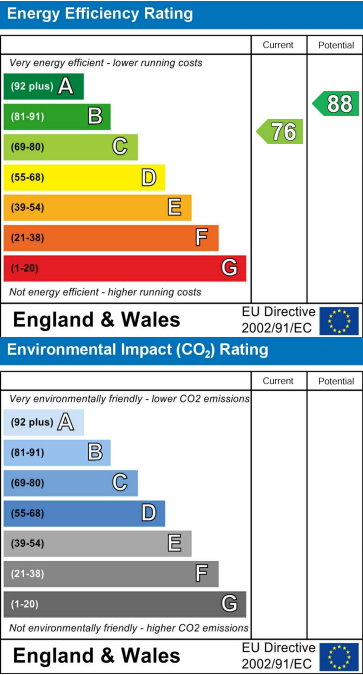 Energy Efficiency Rating
Current Potential
Very energy efficient - lower running costs
(92 plus) A
(81-91) B
(69-80) C
(55-68) D
(39-54) E
(21-38) F
(1-20) G
76
88
Not energy efficient - higher running costs
England & Wales
EU Directive
2002/91/EC
Environmental Impact (CO₂) Rating
Current Potential
Very environmentally friendly - lower CO2 emissions
(92 plus) A
(81-91) B
(69-80) C
(55-68) D
(39-54) E
(21-38) F
(1-20) G
Not environmentally friendly - higher CO2 emissions
England & Wales
EU Directive
2002/91/EC